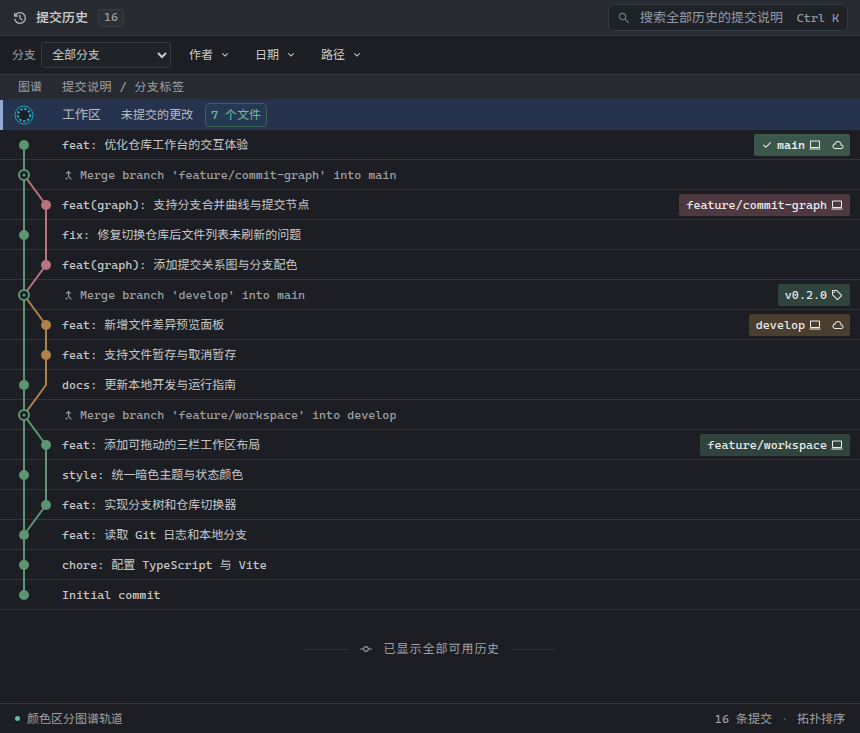 提交历史 16 搜索全部历史的提交说明 Ctrl K
分支 全部分支 作者 日期 路径
图谱 提交说明 / 分支标签
工作区 未提交的更改 7 个文件
feat: 优化仓库工作台的交互体验 main
Merge branch 'feature/commit-graph' into main
feat(graph): 支持分支合并曲线与提交节点 feature/commit-graph
fix: 修复切换仓库后文件列表未刷新的问题
feat(graph): 添加提交关系图与分支配色
Merge branch 'develop' into main v0.2.0
feat: 新增文件差异预览面板 develop
feat: 支持文件暂存与取消暂存
docs: 更新本地开发与运行指南
Merge branch 'feature/workspace' into develop
feat: 添加可拖动的三栏工作区布局 feature/workspace
style: 统一暗色主题与状态颜色
feat: 实现分支树和仓库切换器
feat: 读取 Git 日志和本地分支
chore: 配置 TypeScript 与 Vite
Initial commit
已显示全部可用历史
颜色区分图谱轨道 16 条提交 · 拓扑排序